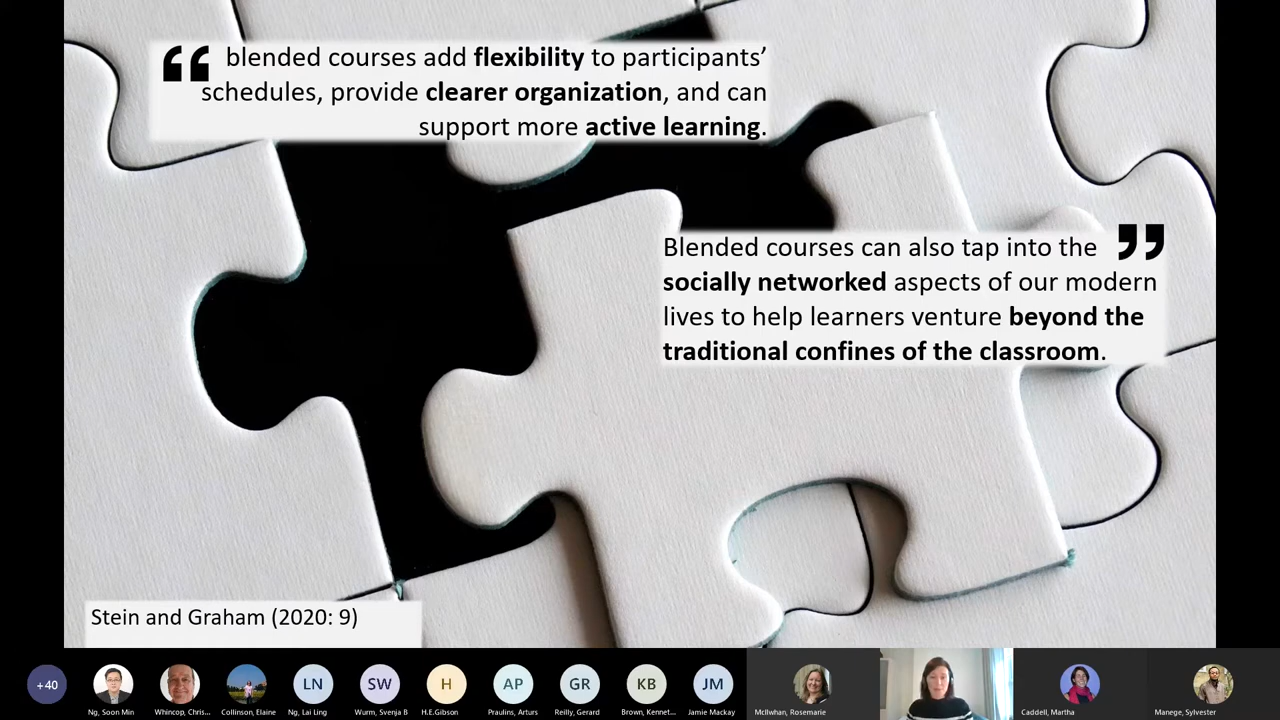 “ blended courses add flexibility to participants’
schedules, provide clearer organization, and can
support more active learning.
Blended courses can also tap into the ”
socially networked aspects of our modern
lives to help learners venture beyond the
traditional confines of the classroom.
Stein and Graham (2020: 9)
+40
LN
SW
H
AP
GR
KB
JM
Ng, Soon Min
Whincop, Chris...
Collinson, Elaine
Ng, Lai Ling
Wurm, Svenja B
H.E.Gibson
Praulins, Arturs
Reilly, Gerard
Brown, Kennet...
Jamie Mackay
McIlwhan, Rosemarie
Caddell, Martha
Manege, Sylvester